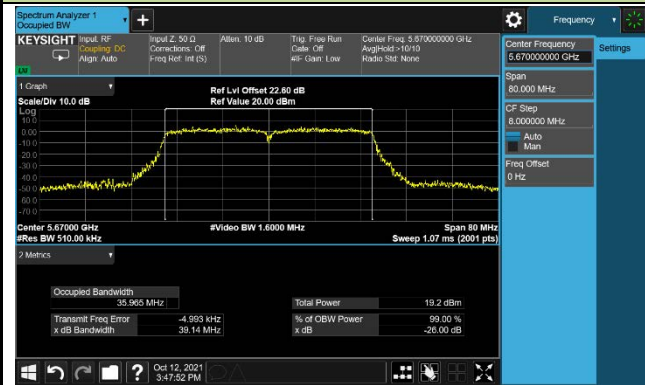 Spectrum Analyzer 1
Occupied BW
+
Frequency
KEYSIGHT
Input: RF
Coupling: DC
Align: Auto
Input Z: 50 Ω
Corrections: Off
Freq Ref: Int (S)
Atten: 10 dB
Trig: Free Run
Gate: Off
#IF Gain: Low
Center Freq: 5.670000000 GHz
Avg|Hold:>10/10
Radio Std: None
Center Frequency
5.670000000 GHz
Settings
Span
80.000 MHz
CF Step
8.000000 MHz
Auto
Man
Freq Offset
0 Hz
1 Graph
Scale/Div 10.0 dB
Ref Lvl Offset 22.60 dB
Ref Value 20.00 dBm
Log
10.0
0.00
-10.0
-20.0
-30.0
-40.0
-50.0
-60.0
-70.0
Center 5.67000 GHz
#Video BW 1.6000 MHz
Span 80 MHz
#Res BW 510.00 kHz
Sweep 1.07 ms (2001 pts)
2 Metrics
Occupied Bandwidth
35.965 MHz
Total Power
19.2 dBm
Transmit Freq Error
-4.993 kHz
% of OBW Power
99.00 %
x dB Bandwidth
39.14 MHz
x dB
-26.00 dB
?
Oct 12, 2021
3:47:52 PM